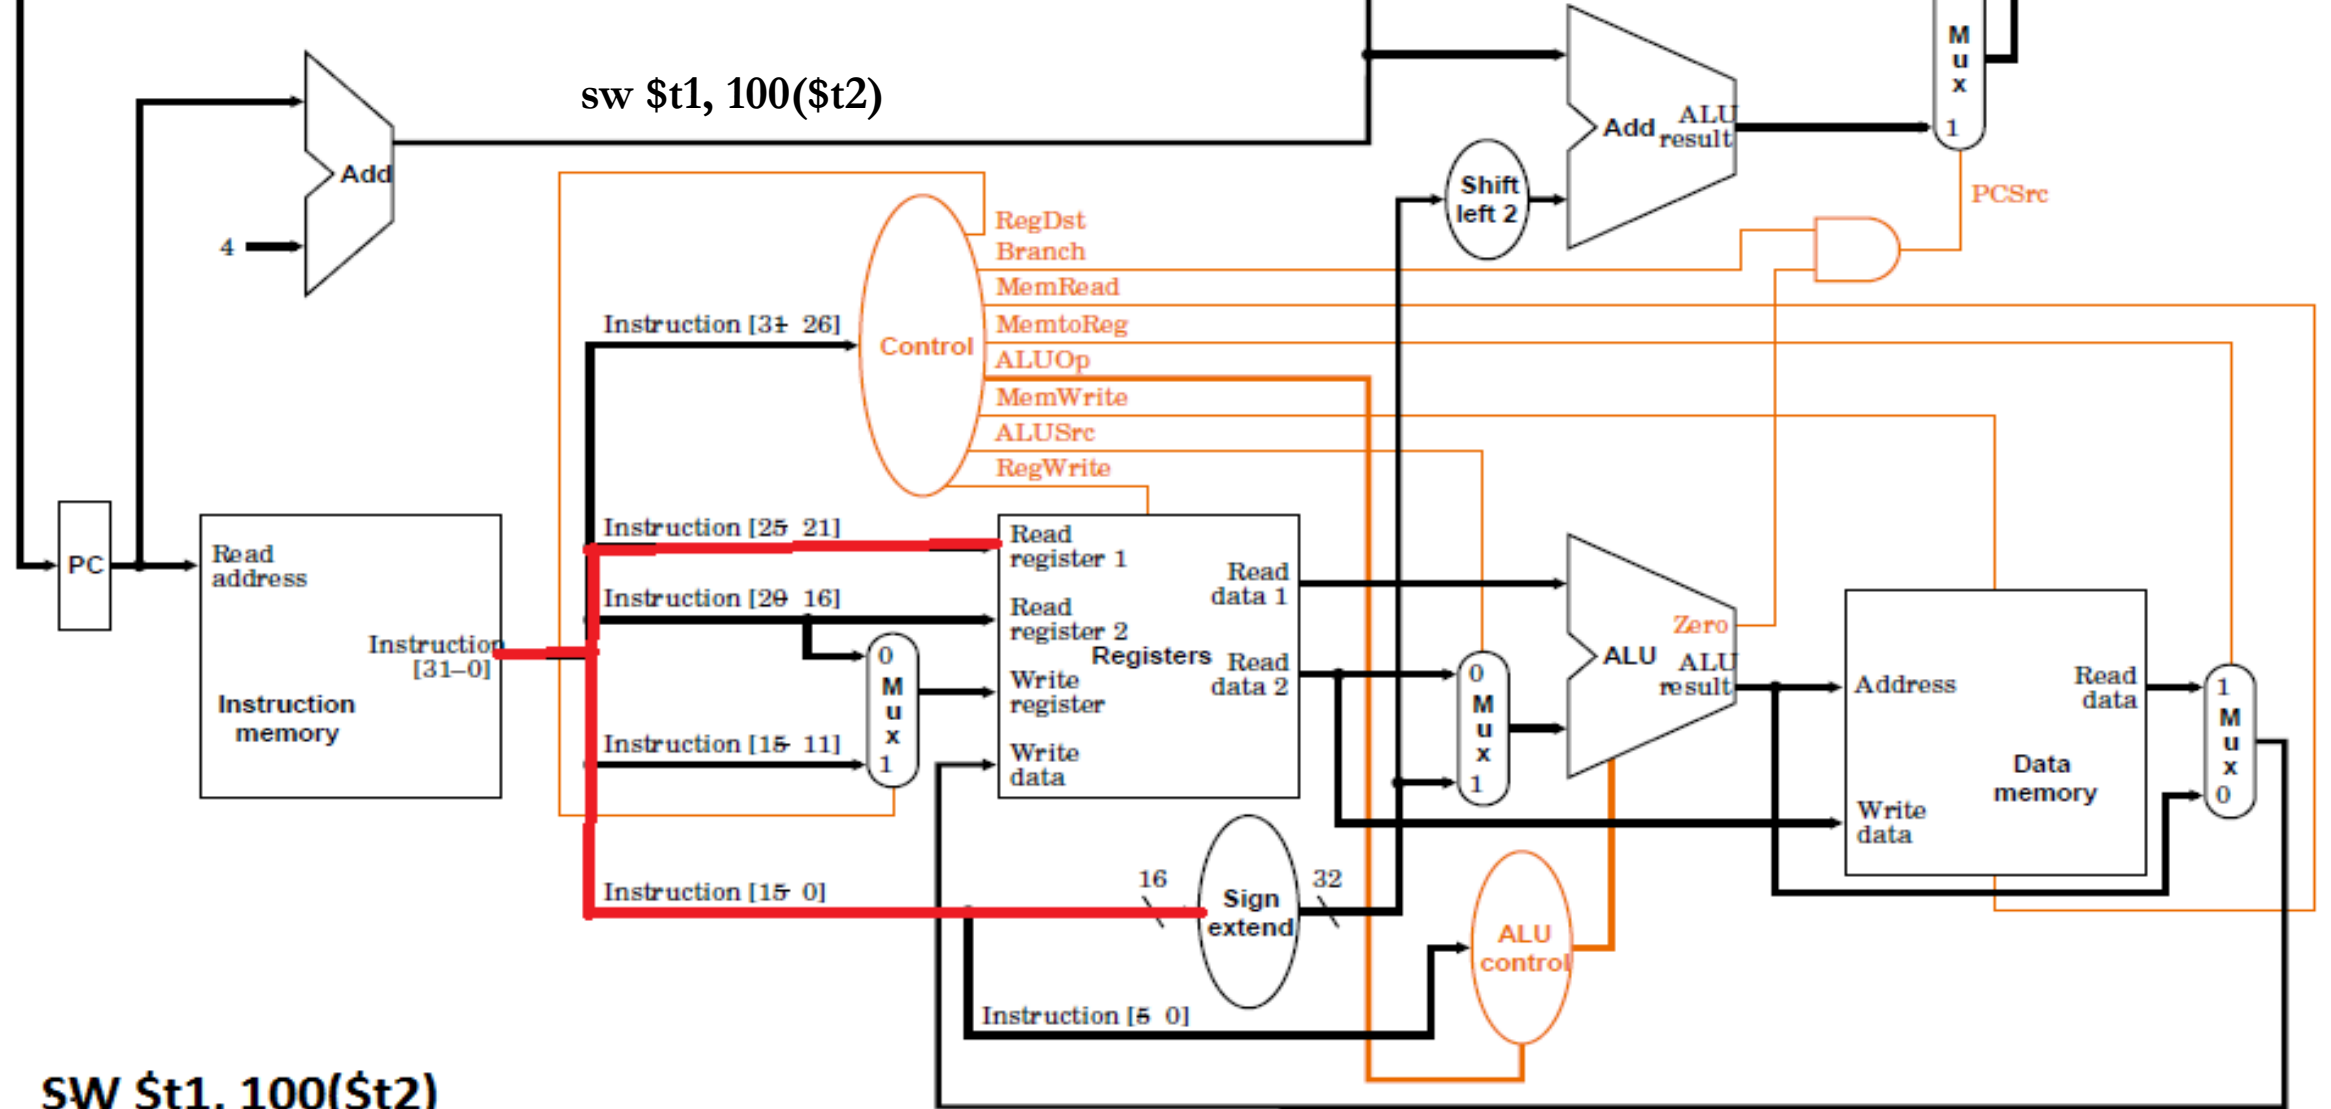 M
u
x
1
sw $t1, 100($t2)
Add
4
Add
ALU
result
Shift
left 2
PCSrc
RegDst
Branch
MemRead
MemtoReg
ALUOp
MemWrite
ALUSrc
RegWrite
Control
Instruction [31 26]
PC
Read
address
Instruction
[31–0]
Instruction
memory
Instruction [25 21]
Instruction [20 16]
Instruction [15 11]
0
M
u
x
1
Read
register 1
Read
register 2
Write
register
Write
data
Registers
Read
data 1
Read
data 2
0
M
u
x
1
Zero
ALU
ALU
result
Address
Write
data
Read
data
Data
memory
1
M
u
x
0
Instruction [15 0]
16
Sign
extend
32
ALU
control
Instruction [5 0]
SW $t1, 100($t2)